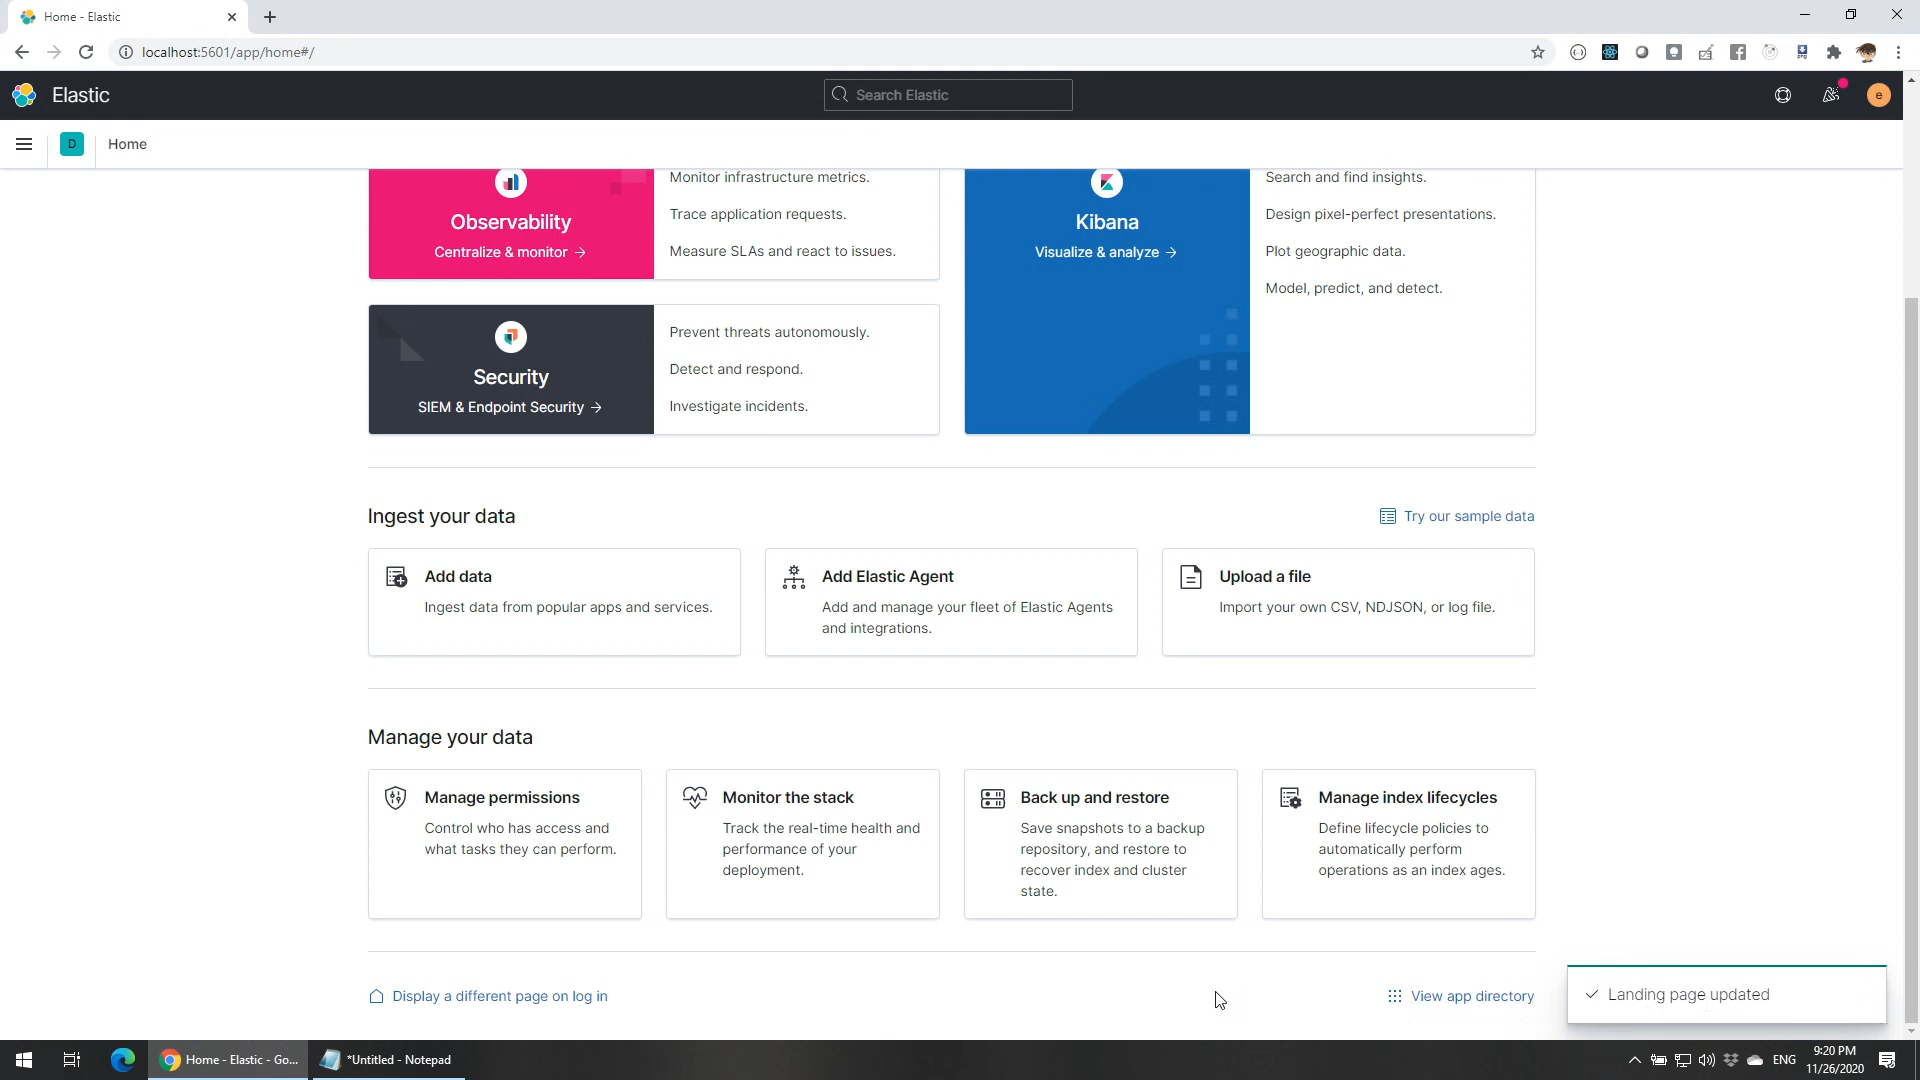 Home - Elastic
localhost:5601/app/home#/
Elastic
Search Elastic
e
D
Home
Observability
Centralize & monitor →
Monitor infrastructure metrics.
Trace application requests.
Measure SLAs and react to issues.
Kibana
Visualize & analyze →
Search and find insights.
Design pixel-perfect presentations.
Plot geographic data.
Model, predict, and detect.
Security
SIEM & Endpoint Security →
Prevent threats autonomously.
Detect and respond.
Investigate incidents.
Ingest your data
Try our sample data
Add data
Ingest data from popular apps and services.
Add Elastic Agent
Add and manage your fleet of Elastic Agents
and integrations.
Upload a file
Import your own CSV, NDJSON, or log file.
Manage your data
Manage permissions
Control who has access and
what tasks they can perform.
Monitor the stack
Track the real-time health and
performance of your
deployment.
Back up and restore
Save snapshots to a backup
repository, and restore to
recover index and cluster
state.
Manage index lifecycles
Define lifecycle policies to
automatically perform
operations as an index ages.
Display a different page on log in
View app directory
Landing page updated
Home - Elastic - Go...
*Untitled - Notepad
ENG
9:20 PM
11/26/2020